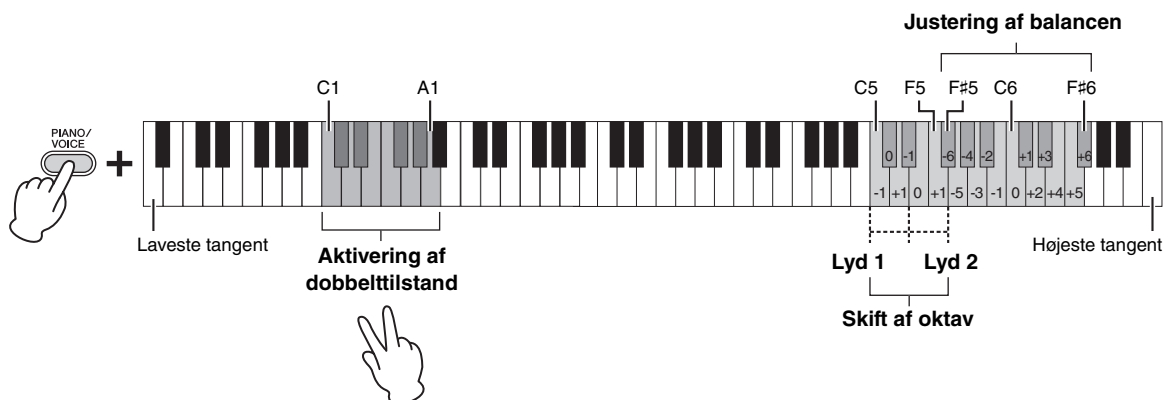 Justering af balancen
C1 A1 C5 F5 F♯5 C6 F♯6
PIANO/
VOICE
+
0 -1 -6 -4 -2 +1 +3 +6
-1 +1 0 +1 -5 -3 -1 0 +2 +4 +5
Laveste tangent
Højeste tangent
Aktivering af
dobbelttilstand
Lyd 1 Lyd 2
Skift af oktav